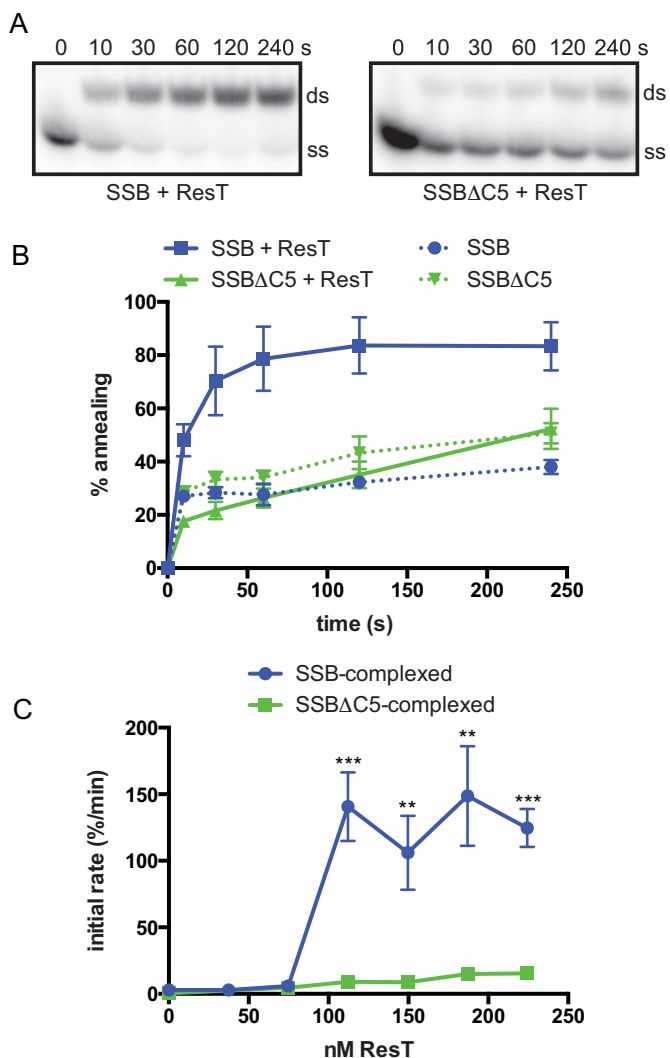 A
0 10 30 60 120 240 s
0 10 30 60 120 240 s
ds
ss
ds
ss
SSB + ResT
SSBΔC5 + ResT
B
SSB + ResT
SSB
SSBΔC5 + ResT
SSBΔC5
100
80
60
40
20
0
% annealing
0 50 100 150 200 250
time (s)
C
SSB-complexed
SSBΔC5-complexed
200
150
100
50
0
initial rate (%/min)
***
**
**
***
0 50 100 150 200 250
nM ResT